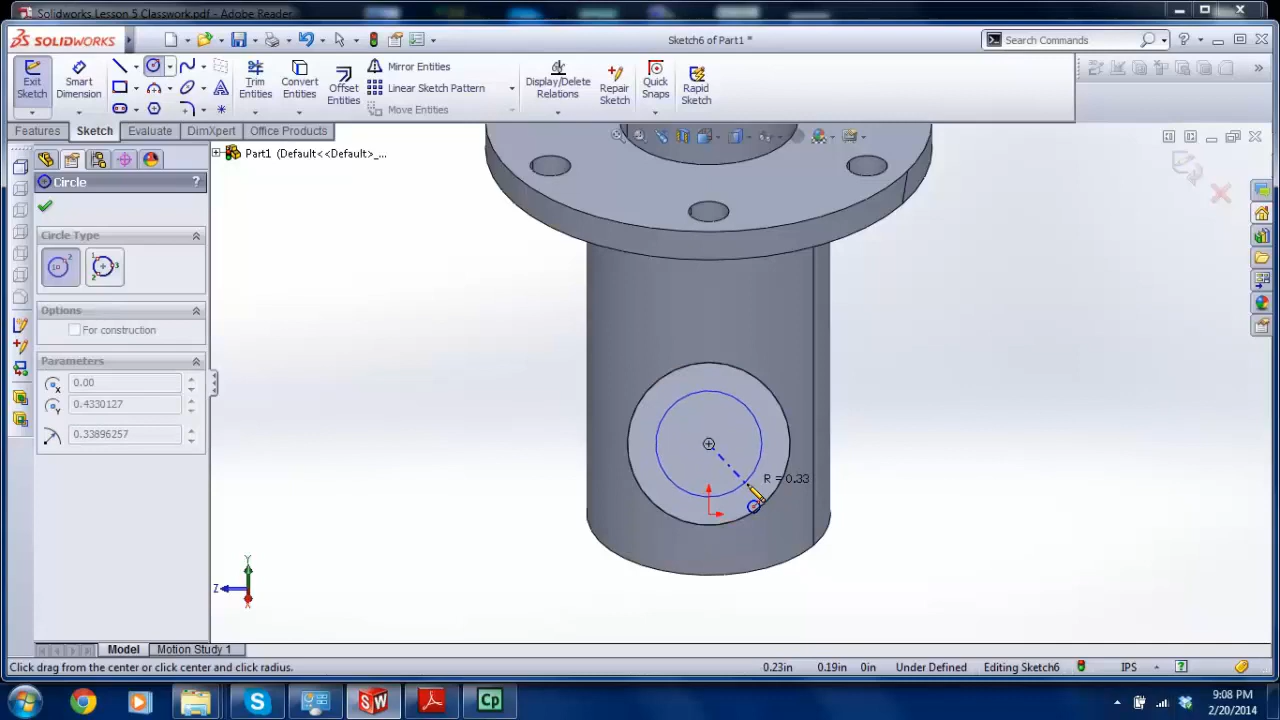 Solidworks Lesson 5 Classwork.pdf - Adobe Reader
SOLIDWORKS
Sketch6 of Part1 *
Search Commands
Exit Sketch
Smart Dimension
Trim Entities
Convert Entities
Offset Entities
Mirror Entities
Linear Sketch Pattern
Move Entities
Display/Delete Relations
Repair Sketch
Quick Snaps
Rapid Sketch
Features
Sketch
Evaluate
DimXpert
Office Products
Part1 (Default<<Default>_...
Circle
?
Circle Type
Options
For construction
Parameters
0.00
0.4330127
0.33896257
R = 0.33
Y
Z
X
Model
Motion Study 1
Click drag from the center or click center and radius.
0.23in
0.19in
0in
Under Defined
Editing Sketch6
IPS
9:08 PM
2/20/2014